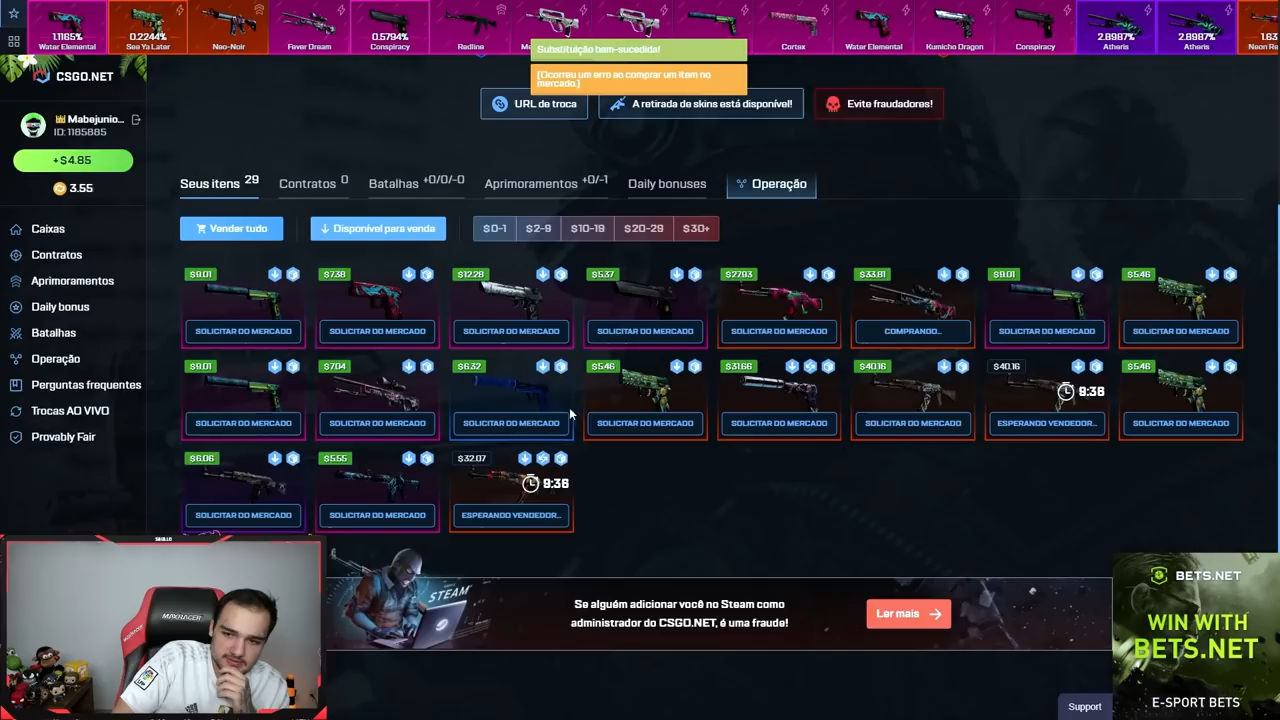 1.1165%
Water Elemental
0.2244%
See Ya Later
Neo-Noir
Fever Dream
0.5794%
Conspiracy
Redline
Cortex
Water Elemental
Kumicho Dragon
Conspiracy
2.8987%
Atheris
2.8987%
Atheris
1.63
Neon Re
Substituição bem-sucedida!
[Ocorreu um erro ao comprar um item no
mercado.]
CSGO.NET
URL de troca
A retirada de skins está disponível!
Evite fraudadores!
Mabejunio...
ID: 1185885
+$4.85
3.55
Seus itens 29
Contratos 0
Batalhas +0/0/-0
Aprimoramentos +0/-1
Daily bonuses
Operação
Vender tudo
Disponível para venda
$0-1
$2-9
$10-19
$20-29
$30+
Caixas
Contratos
Aprimoramentos
Daily bonus
Batalhas
Operação
Perguntas frequentes
Trocas AO VIVO
Provably Fair
$9.01
$7.38
$12.28
$5.37
$27.93
$33.81
$9.01
$5.46
SOLICITAR DO MERCADO
SOLICITAR DO MERCADO
SOLICITAR DO MERCADO
SOLICITAR DO MERCADO
SOLICITAR DO MERCADO
COMPRANDO...
SOLICITAR DO MERCADO
SOLICITAR DO MERCADO
$9.01
$7.04
$6.32
$5.46
$31.66
$40.16
$40.16
$5.46
9:36
SOLICITAR DO MERCADO
SOLICITAR DO MERCADO
SOLICITAR DO MERCADO
SOLICITAR DO MERCADO
SOLICITAR DO MERCADO
SOLICITAR DO MERCADO
ESPERANDO VENDEDOR...
SOLICITAR DO MERCADO
$6.06
$5.55
$32.07
9:36
SOLICITAR DO MERCADO
SOLICITAR DO MERCADO
ESPERANDO VENDEDOR...
MAXRACER
STEAM
Se alguém adicionar você no Steam como
administrador do CSGO.NET, é uma fraude!
Ler mais
BETS.NET
WIN WITH
BETS.NET
E-SPORT BETS
Support